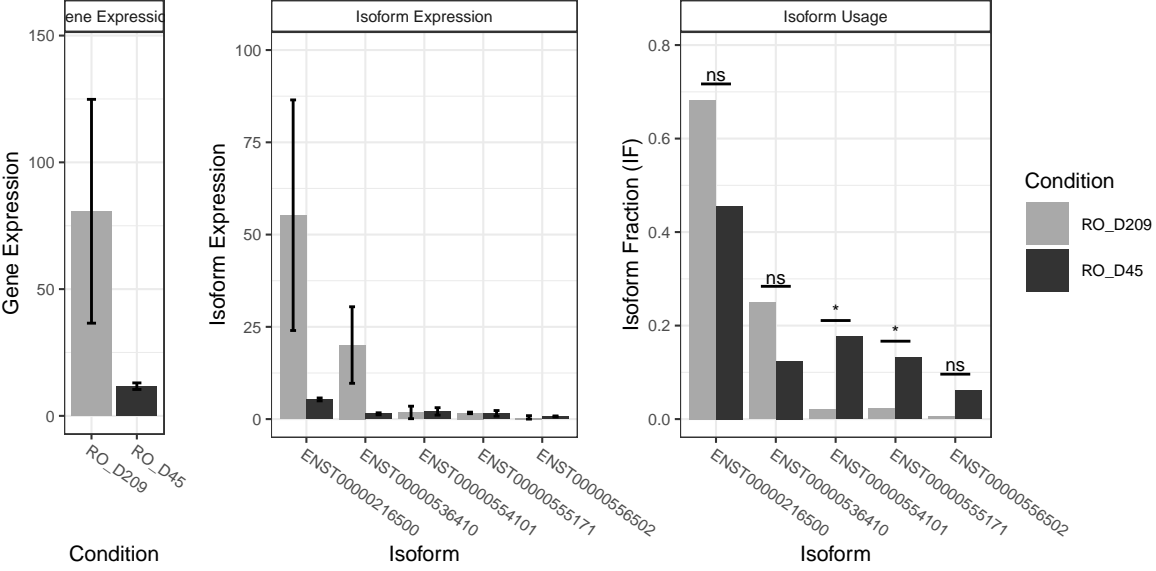 ene Expressio
Gene Expression
150
100
50
0
RO_D209
RO_D45
Condition
Isoform Expression
Isoform Expression
100
75
50
25
0
ENST00000216500
ENST00000536410
ENST00000554101
ENST00000555171
ENST00000556502
Isoform
Isoform Usage
Isoform Fraction (IF)
0.8
0.6
0.4
0.2
0.0
ns
ns
*
*
ns
ENST00000216500
ENST00000536410
ENST00000554101
ENST00000555171
ENST00000556502
Isoform
Condition
RO_D209
RO_D45